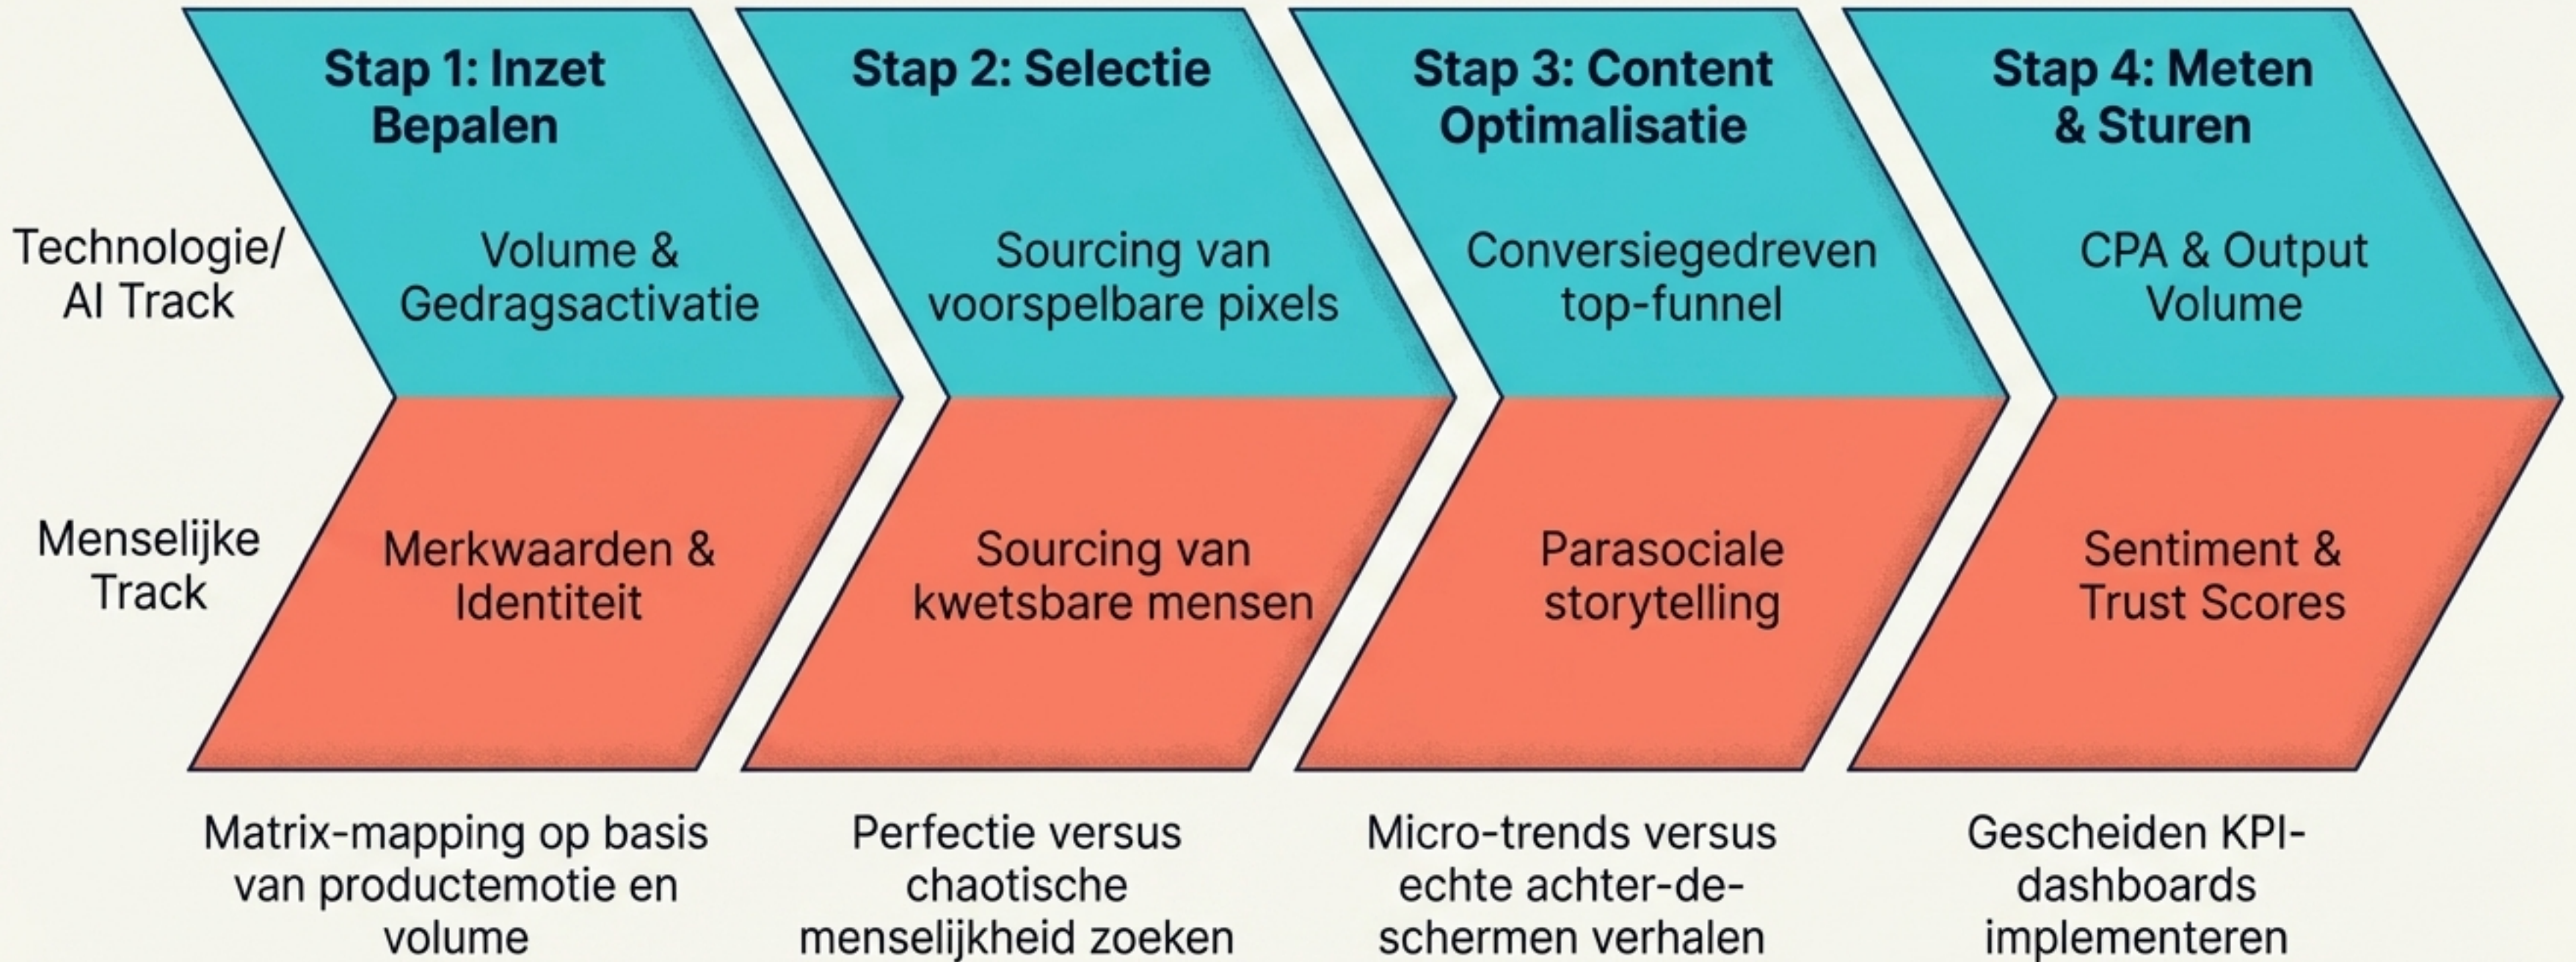 Stap 1: Inzet
Bepalen
Stap 2: Selectie
Stap 3: Content
Optimalisatie
Stap 4: Meten
& Sturen
Technologie/
AI Track
Volume &
Gedragsactivatie
Sourcing van
voorspelbare pixels
Conversiegedreven
top-funnel
CPA & Output
Volume
Menselijke
Track
Merkwaarden &
Identiteit
Sourcing van
kwetsbare mensen
Parasociale
storytelling
Sentiment &
Trust Scores
Matrix-mapping op basis
van productemotie en
volume
Perfectie versus
chaotische
menselijkheid zoeken
Micro-trends versus
echte achter-de-
schermen verhalen
Gescheiden KPI-
dashboards
implementeren